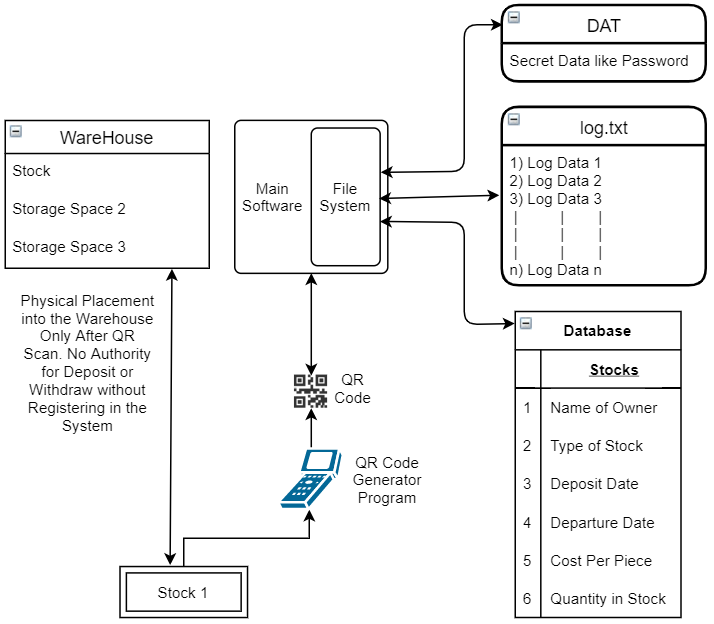 DAT
Secret Data like Password
WareHouse
Stock
Storage Space 2
Storage Space 3
Main
Software
File
System
log.txt
1) Log Data 1
2) Log Data 2
3) Log Data 3
| | |
| | |
| | |
n) Log Data n
Physical Placement
into the Warehouse
Only After QR
Scan. No Authority
for Deposit or
Withdraw without
Registering in the
System
QR
Code
QR Code
Generator
Program
Stock 1
Database
Stocks
1 Name of Owner
2 Type of Stock
3 Deposit Date
4 Departure Date
5 Cost Per Piece
6 Quantity in Stock